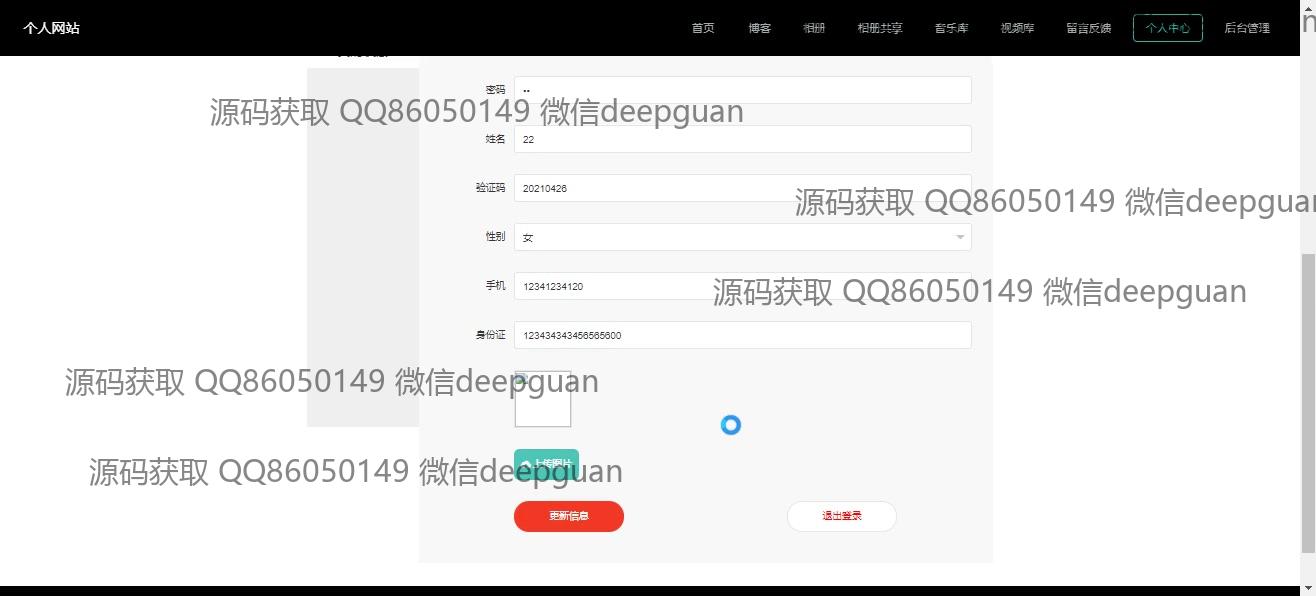 个人网站 首页 博客 相册 相册共享 音乐库 视频库 留言反馈 个人中心 后台管理
密码 ••
源码获取 QQ86050149 微信deepguan
姓名 22
验证码 20210426
源码获取 QQ86050149 微信deepguan
性别 女
手机 12341234120
源码获取 QQ86050149 微信deepguan
身份证 123434343456565600
源码获取 QQ86050149 微信deepguan
上传照片
源码获取 QQ86050149 微信deepguan
更新信息 退出登录